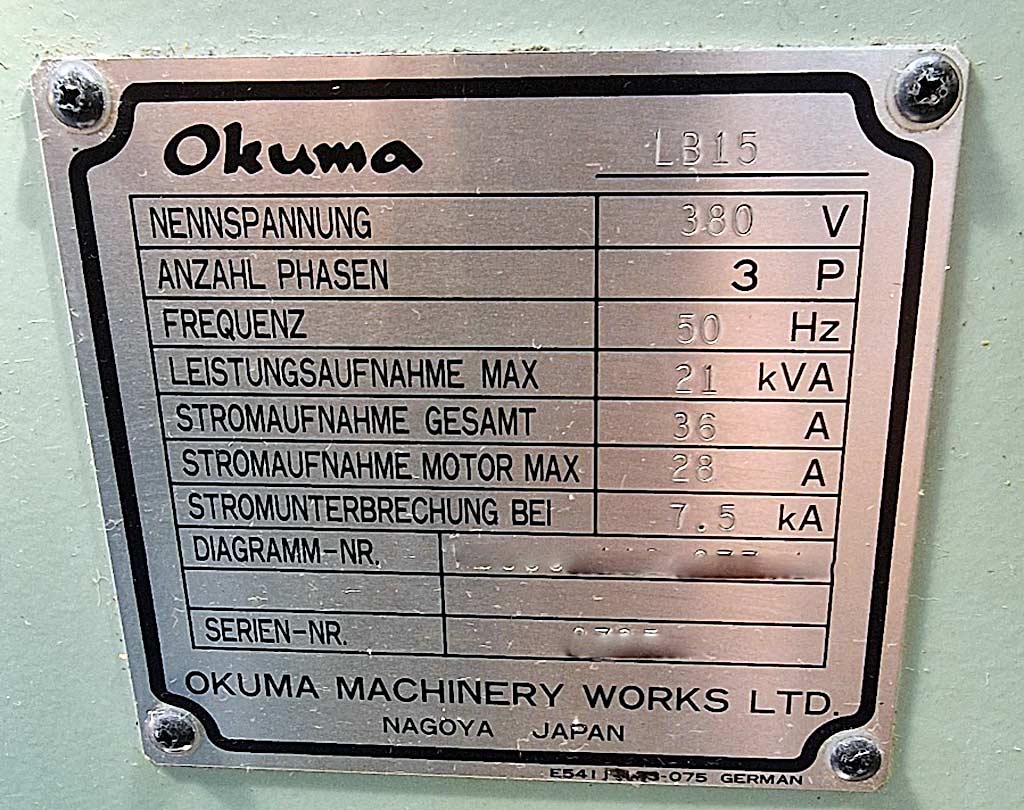 Okuma LB15
NENNSPANNUNG 380 V
ANZAHL PHASEN 3 P
FREQUENZ 50 Hz
LEISTUNGSAUFNAHME MAX 21 kVA
STROMAUFNAHME GESAMT 36 A
STROMAUFNAHME MOTOR MAX 28 A
STROMUNTERBRECHUNG BEI 7.5 kA
DIAGRAMM-NR.
SERIEN-NR.
OKUMA MACHINERY WORKS LTD.
NAGOYA JAPAN
GERMAN